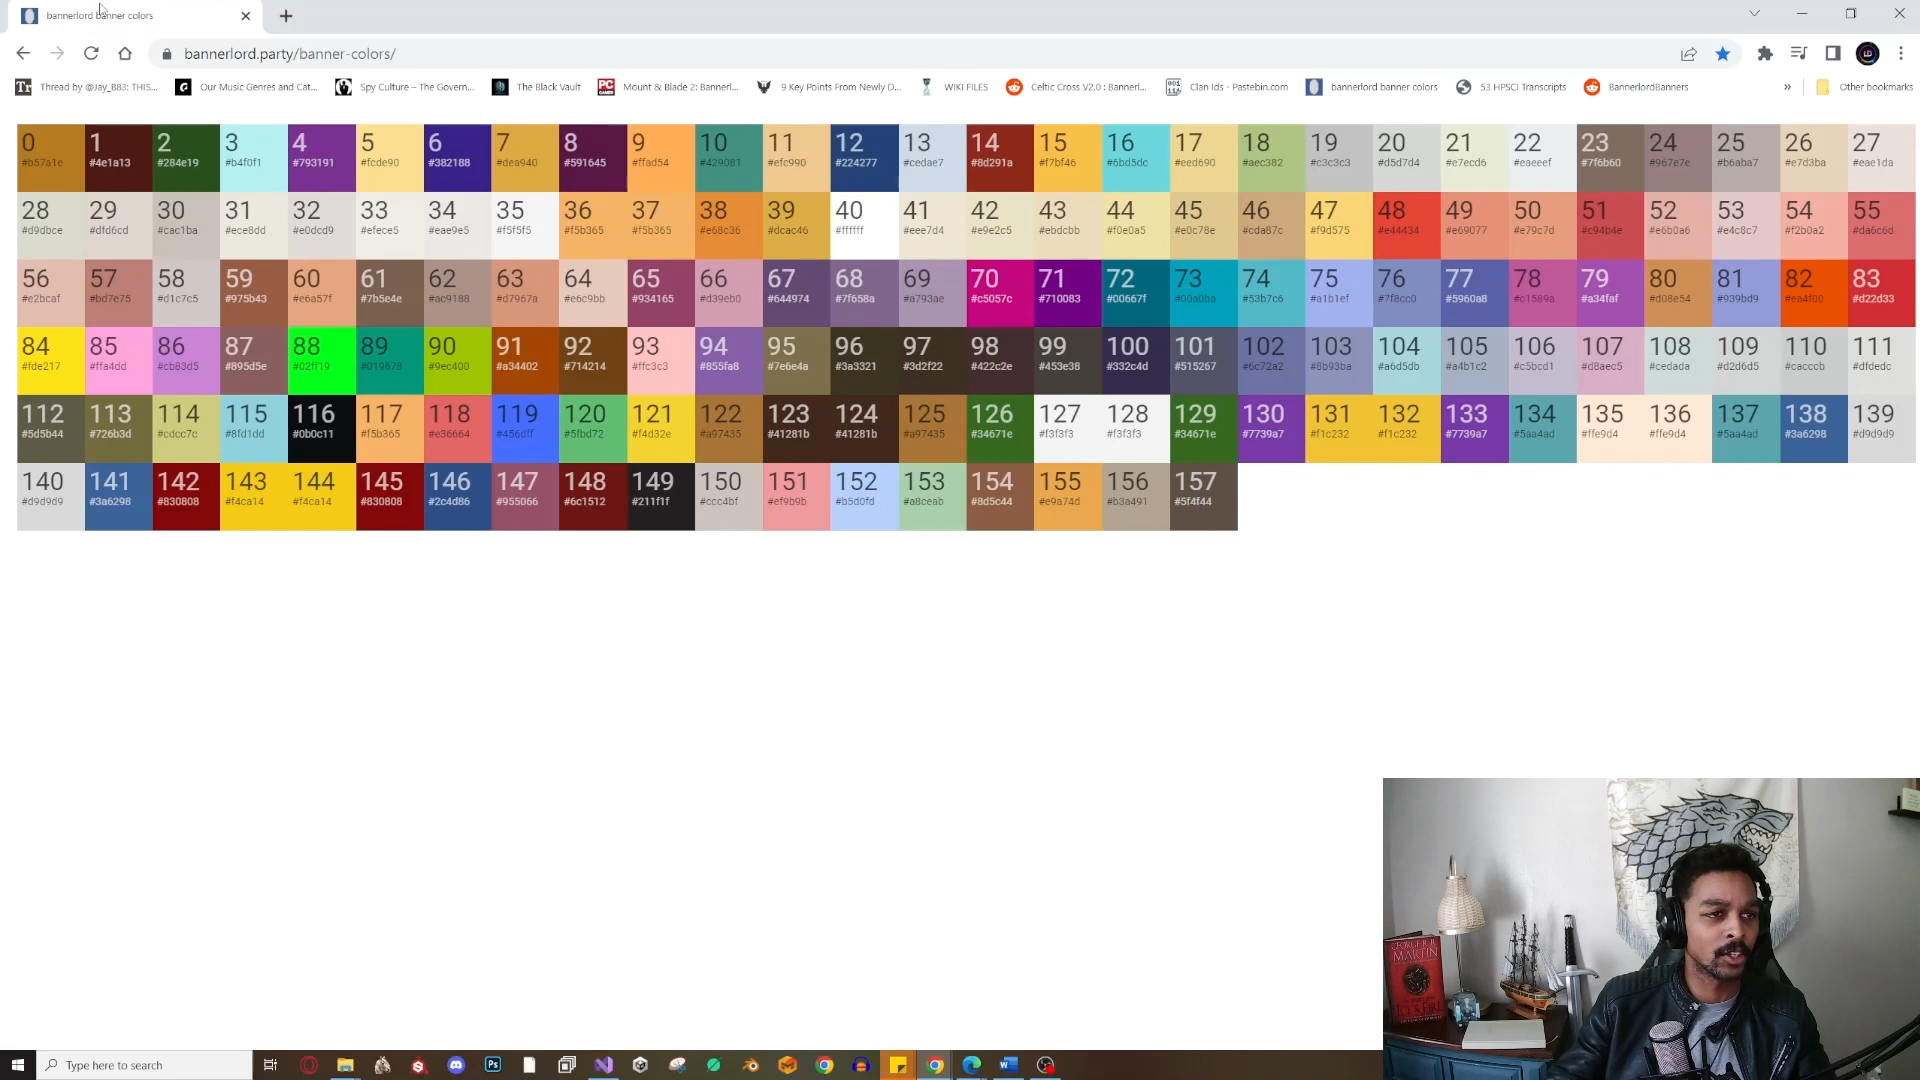 bannerlord banner colors
bannerlord.party/banner-colors/
Thread by @Jay_B83: THIS... Our Music Genres and Cat... Spy Culture – The Govern... The Black Vault Mount & Blade 2: Bannerl... 9 Key Points From Newly D... WIKI FILES Celtic Cross V2.0 : Bannerl... Clan Ids - Pastebin.com bannerlord banner colors 53 HPSCI Transcripts BannerlordBanners » Other bookmarks
0 1 2 3 4 5 6 7 8 9 10 11 12 13 14 15 16 17 18 19 20 21 22 23 24 25 26 27
#b57a1e #4e1a13 #284e19 #b4f0f1 #793191 #fcde90 #382188 #dea940 #591645 #ffad54 #429081 #efc990 #224277 #cedae7 #8d291a #f7bf46 #6bd5dc #eed690 #aec382 #c3c3c3 #d5d7d4 #e7ecd6 #eaeeef #7f6b60 #967e7e #b6aba7 #e7d3ba #eae1da
28 29 30 31 32 33 34 35 36 37 38 39 40 41 42 43 44 45 46 47 48 49 50 51 52 53 54 55
#d9dbce #dfd6cd #cac1ba #ece8dd #e0dcd9 #efece5 #eae9e5 #f5f5f5 #f5b365 #f5b365 #e68c36 #dcac46 #ffffff #eee7d4 #e9e2c5 #ebdcbb #f0e0a5 #e0c78e #cda87c #f9d575 #e44434 #e69077 #e79c7d #c94b4e #e6b0a6 #e4c8c7 #f2b0a2 #da6c6d
56 57 58 59 60 61 62 63 64 65 66 67 68 69 70 71 72 73 74 75 76 77 78 79 80 81 82 83
#e2bcaf #bd7e75 #d1c7c5 #975b43 #e6a57f #7b5e4e #ac9188 #d7967a #e6c9bb #934165 #d39eb0 #644974 #7f658a #a793ae #c5057c #710083 #00667f #00a0ba #53b7c6 #a1b1ef #7f8cc0 #5960a8 #c1589a #a34faf #d08e54 #939bd9 #ea4f00 #d22d33
84 85 86 87 88 89 90 91 92 93 94 95 96 97 98 99 100 101 102 103 104 105 106 107 108 109 110 111
#fde217 #ffa4dd #cb83d5 #895d5e #02ff19 #019678 #9ec400 #a34402 #714214 #ffc3c3 #855fa8 #7e6e4a #3a3321 #3d2f22 #422c2e #453e38 #332c4d #515267 #6c72a2 #8b93ba #a6d5db #a4b1c2 #c5bcd1 #d8aec5 #cedada #d2d6d5 #cacccb #dfdedc
112 113 114 115 116 117 118 119 120 121 122 123 124 125 126 127 128 129 130 131 132 133 134 135 136 137 138 139
#5d5b44 #726b3d #cdcc7c #8fd1dd #0b0c11 #f5b365 #e36664 #456dff #5fbd72 #f4d32e #a97435 #41281b #41281b #a97435 #34671e #f3f3f3 #f3f3f3 #34671e #7739a7 #f1c232 #f1c232 #7739a7 #5aa4ad #ffe9d4 #ffe9d4 #5aa4ad #3a6298 #d9d9d9
140 141 142 143 144 145 146 147 148 149 150 151 152 153 154 155 156 157
#d9d9d9 #3a6298 #830808 #f4ca14 #f4ca14 #830808 #2c4d86 #955066 #6c1512 #211f1f #ccc4bf #ef9b9b #b5d0fd #a8ceab #8d5c44 #e9a74d #b3a491 #5f4f44
GEORGE R.R.
MARTIN
Type here to search